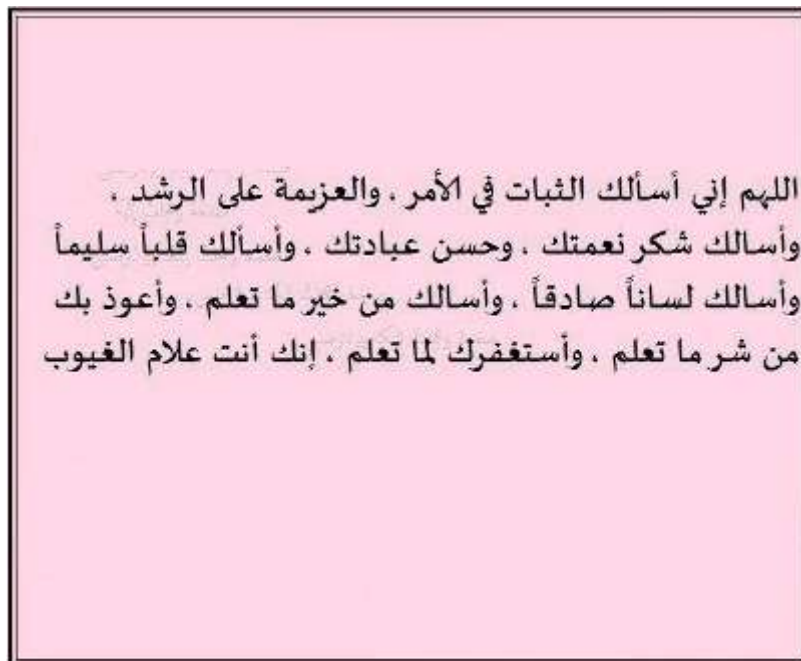 اللهم إني أسألك الثبات في الأمر ، والعزيمة على الرشد ،
وأسالك شكر نعمتك ، وحسن عبادتك ، وأسألك قلباً سليماً
وأسالك لساناً صادقاً ، وأسالك من خير ما تعلم ، وأعوذ بك
من شر ما تعلم ، وأستغفرك لما تعلم ، إنك أنت علام الغيوب